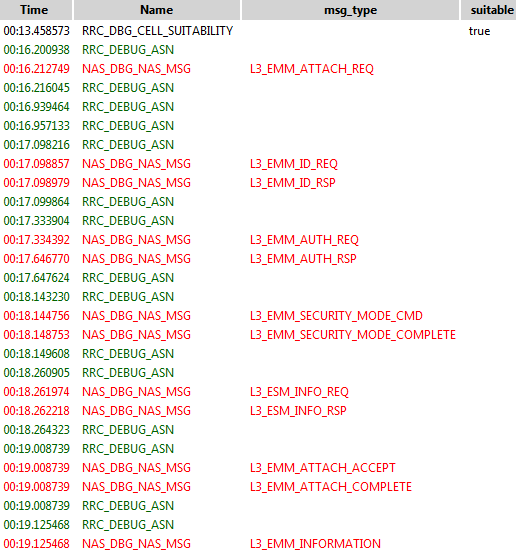 Time Name msg_type suitable
00:13.458573 RRC_DBG_CELL_SUITABILITY true
00:16.200938 RRC_DEBUG_ASN
00:16.212749 NAS_DBG_NAS_MSG L3_EMM_ATTACH_REQ
00:16.216045 RRC_DEBUG_ASN
00:16.939464 RRC_DEBUG_ASN
00:16.957133 RRC_DEBUG_ASN
00:17.098216 RRC_DEBUG_ASN
00:17.098857 NAS_DBG_NAS_MSG L3_EMM_ID_REQ
00:17.098979 NAS_DBG_NAS_MSG L3_EMM_ID_RSP
00:17.099864 RRC_DEBUG_ASN
00:17.333904 RRC_DEBUG_ASN
00:17.334392 NAS_DBG_NAS_MSG L3_EMM_AUTH_REQ
00:17.646770 NAS_DBG_NAS_MSG L3_EMM_AUTH_RSP
00:17.647624 RRC_DEBUG_ASN
00:18.143230 RRC_DEBUG_ASN
00:18.144756 NAS_DBG_NAS_MSG L3_EMM_SECURITY_MODE_CMD
00:18.148753 NAS_DBG_NAS_MSG L3_EMM_SECURITY_MODE_COMPLETE
00:18.149608 RRC_DEBUG_ASN
00:18.260905 RRC_DEBUG_ASN
00:18.261974 NAS_DBG_NAS_MSG L3_ESM_INFO_REQ
00:18.262218 NAS_DBG_NAS_MSG L3_ESM_INFO_RSP
00:18.264323 RRC_DEBUG_ASN
00:19.008739 RRC_DEBUG_ASN
00:19.008739 NAS_DBG_NAS_MSG L3_EMM_ATTACH_ACCEPT
00:19.008739 NAS_DBG_NAS_MSG L3_EMM_ATTACH_COMPLETE
00:19.008739 RRC_DEBUG_ASN
00:19.125468 RRC_DEBUG_ASN
00:19.125468 NAS_DBG_NAS_MSG L3_EMM_INFORMATION